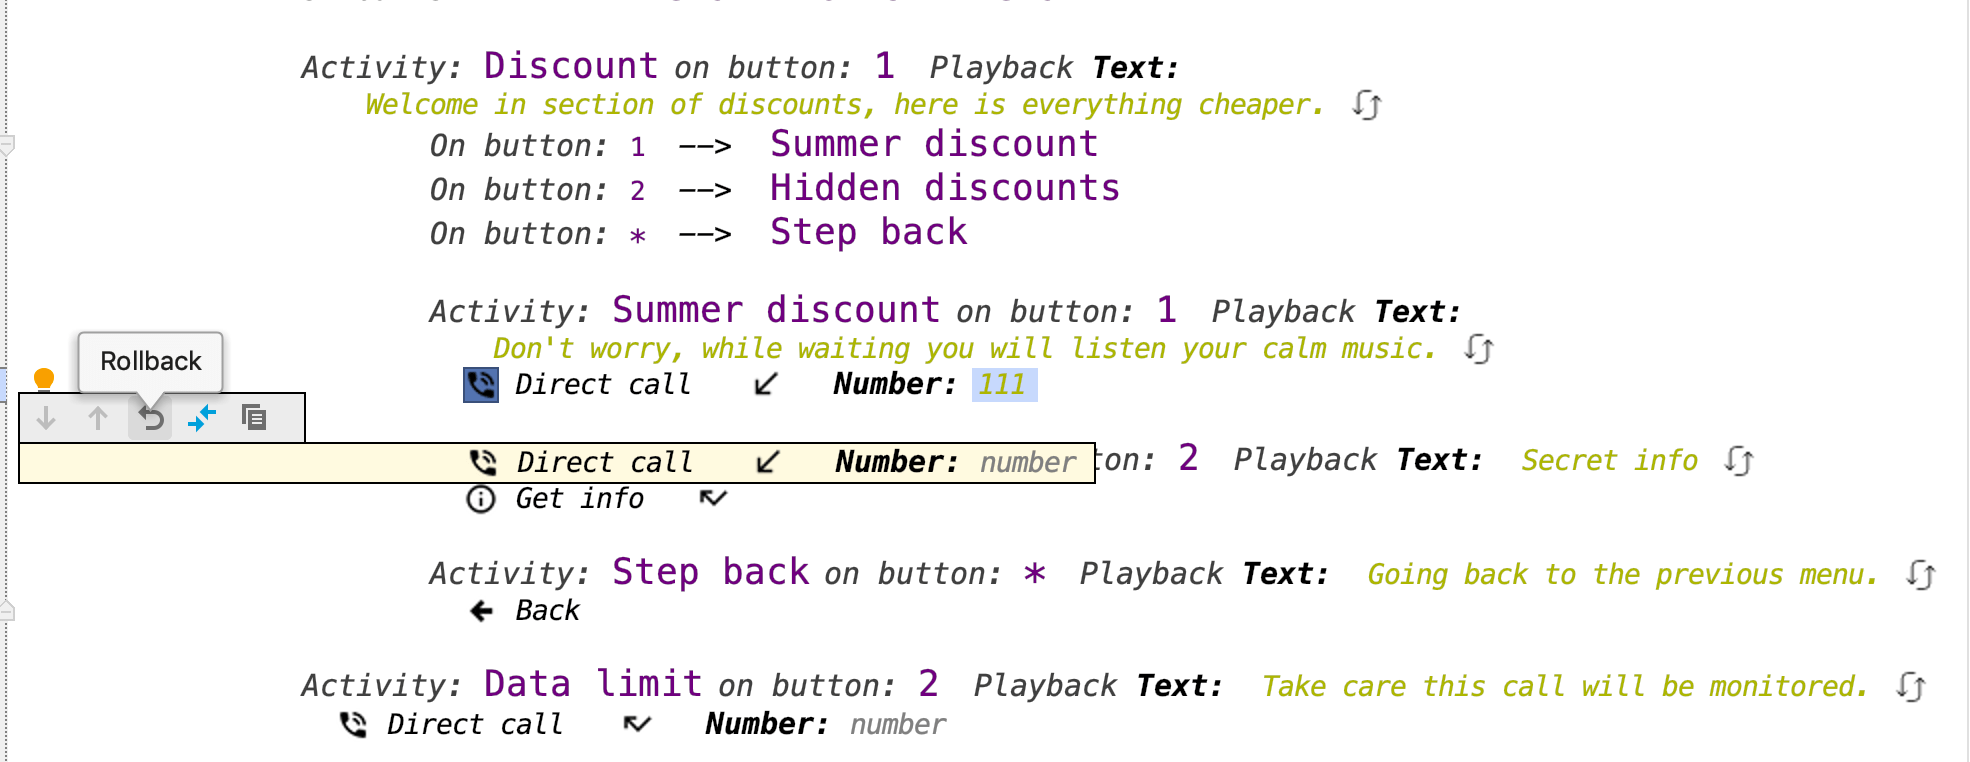 Activity: Discount on button: 1 Playback Text:
Welcome in section of discounts, here is everything cheaper.
On button: 1 --> Summer discount
On button: 2 --> Hidden discounts
On button: * --> Step back
Activity: Summer discount on button: 1 Playback Text:
Don't worry, while waiting you will listen your calm music.
Rollback
Direct call Number: 111
Direct call Number: number
ton: 2 Playback Text: Secret info
Get info
Activity: Step back on button: * Playback Text: Going back to the previous menu.
Back
Activity: Data limit on button: 2 Playback Text: Take care this call will be monitored.
Direct call Number: number